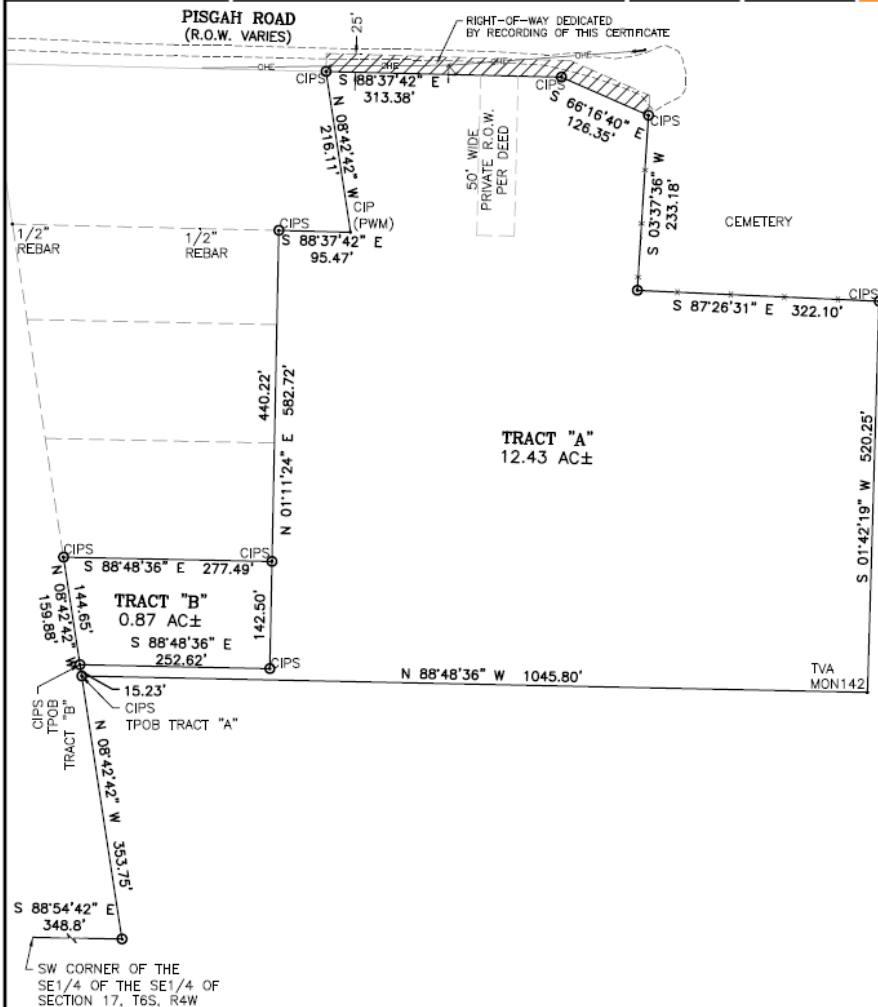 PISGAH ROAD
(R.O.W. VARIES)
25'
RIGHT-OF-WAY DEDICATED
BY RECORDING OF THIS CERTIFICATE
OHE
OHE
OHE
OHE
CIPS
S 88°37'42" E
313.38'
CIPS
S 66°16'40" E
126.35'
CIPS
N 08°42'42" W
216.11'
50' WIDE
PRIVATE R.O.W.
PER DEED
S 03°37'36" W
233.18'
CEMETERY
CIP
(PWM)
CIPS
S 88°37'42" E
95.47'
1/2"
REBAR
1/2"
REBAR
S 87°26'31" E 322.10'
CIPS
440.22'
N 01°11'24" E 582.72'
TRACT "A"
12.43 AC±
S 01°42'19" W 520.25'
CIPS
S 88°48'36" E 277.49'
N 08°42'42" W
159.88'
144.65'
TRACT "B"
0.87 AC±
142.50'
S 88°48'36" E
252.62'
CIPS
N 88°48'36" W 1045.80'
TVA
MON142
15.23'
CIPS
TPOB TRACT "A"
CIPS
TPOB
TRACT "B"
N 08°42'42" W 353.75'
S 88°54'42" E
348.8'
SW CORNER OF THE
SE1/4 OF THE SE1/4 OF
SECTION 17, T6S, R4W